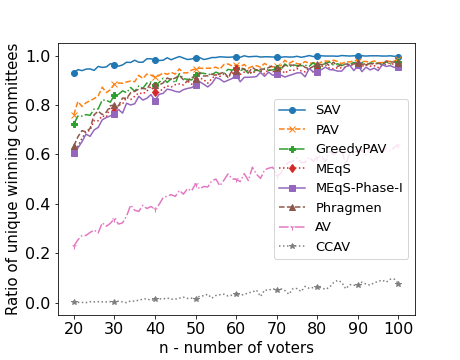 Ratio of unique winning committees
1.0
0.8
0.6
0.4
0.2
0.0
SAV
PAV
GreedyPAV
MEqS
MEqS-Phase-I
Phragmen
AV
CCAV
20 30 40 50 60 70 80 90 100
n - number of voters